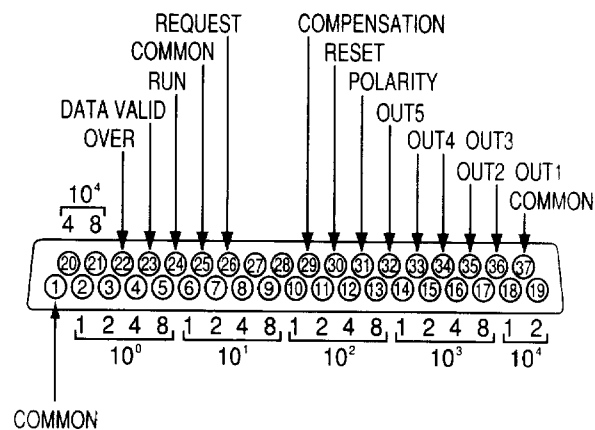 REQUEST COMPENSATION
COMMON RESET
RUN POLARITY
DATA VALID OUT5
OVER OUT4 OUT3
OUT2 OUT1
10⁴ COMMON
4 8
20 21 22 23 24 25 26 27 28 29 30 31 32 33 34 35 36 37
1 2 3 4 5 6 7 8 9 10 11 12 13 14 15 16 17 18 19
1 2 4 8 1 2 4 8 1 2 4 8 1 2 4 8 1 2
10⁰ 10¹ 10² 10³ 10⁴
COMMON